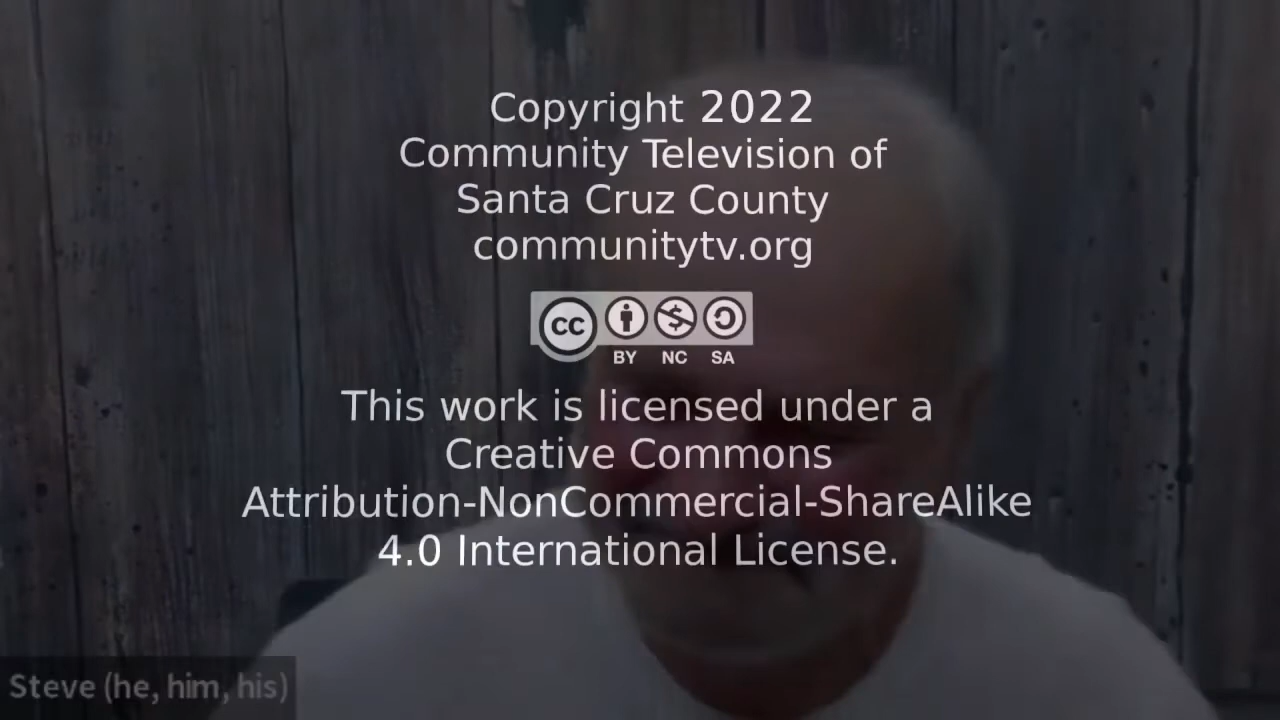 Copyright 2022
Community Television of
Santa Cruz County
communitytv.org
CC
BY NC SA
This work is licensed under a
Creative Commons
Attribution-NonCommercial-ShareAlike
4.0 International License.
Steve (he, him, his)